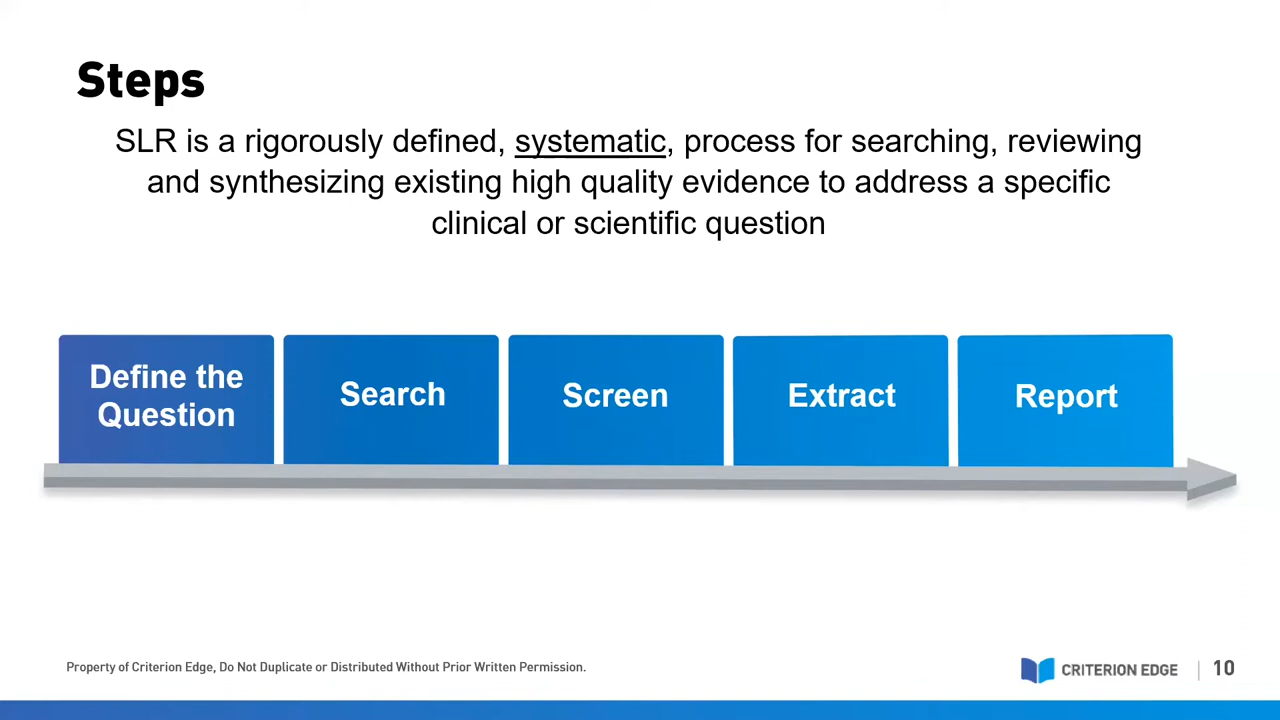 Steps
SLR is a rigorously defined, systematic, process for searching, reviewing
and synthesizing existing high quality evidence to address a specific
clinical or scientific question
Define the
Question
Search
Screen
Extract
Report
Property of Criterion Edge, Do Not Duplicate or Distributed Without Prior Written Permission.
CRITERION EDGE | 10